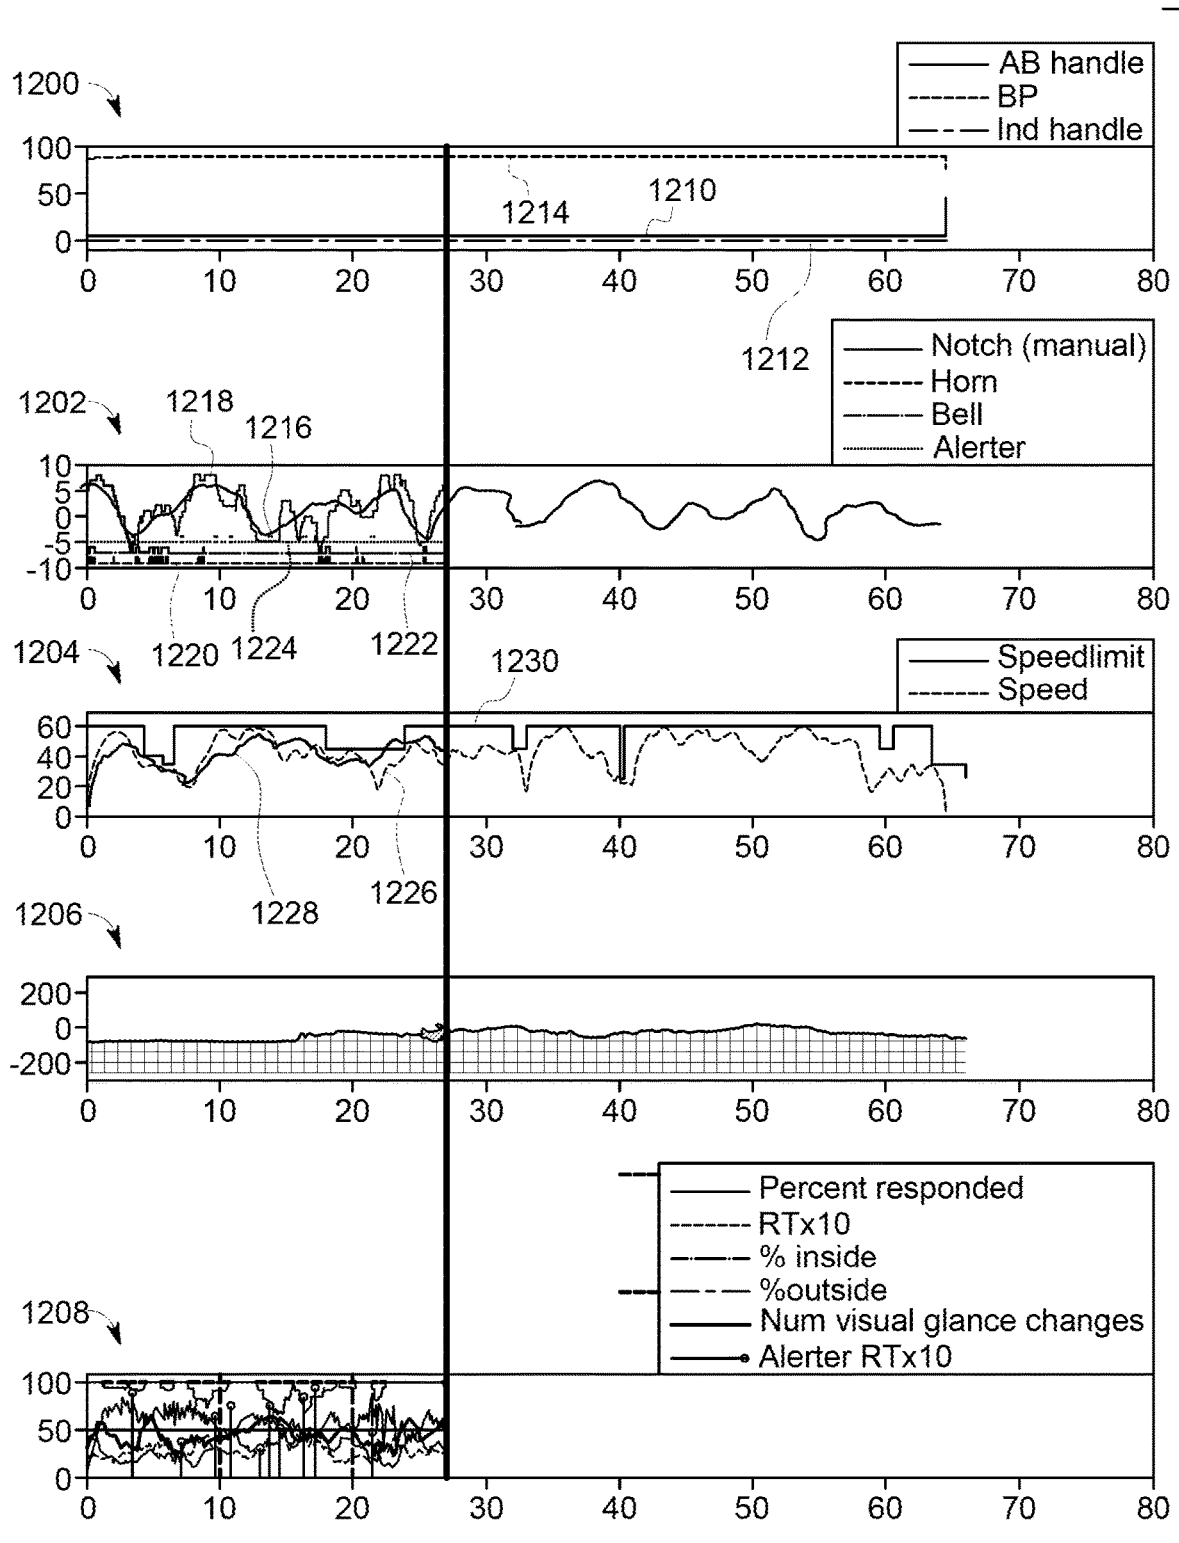 1200
AB handle
BP
Ind handle
100
50
0
1214
1210
0 10 20 30 40 50 60 70 80
1212
Notch (manual)
Horn
Bell
Alerter
1202
1218
1216
10
5
0
-5
-10
0 10 20 30 40 50 60 70 80
1220
1224
1222
1204
1230
Speedlimit
Speed
60
40
20
0
0 10 20 30 40 50 60 70 80
1228
1226
1206
200
0
-200
0 10 20 30 40 50 60 70 80
Percent responded
RTx10
% inside
%outside
Num visual glance changes
Alerter RTx10
1208
100
50
0
0 10 20 30 40 50 60 70 80